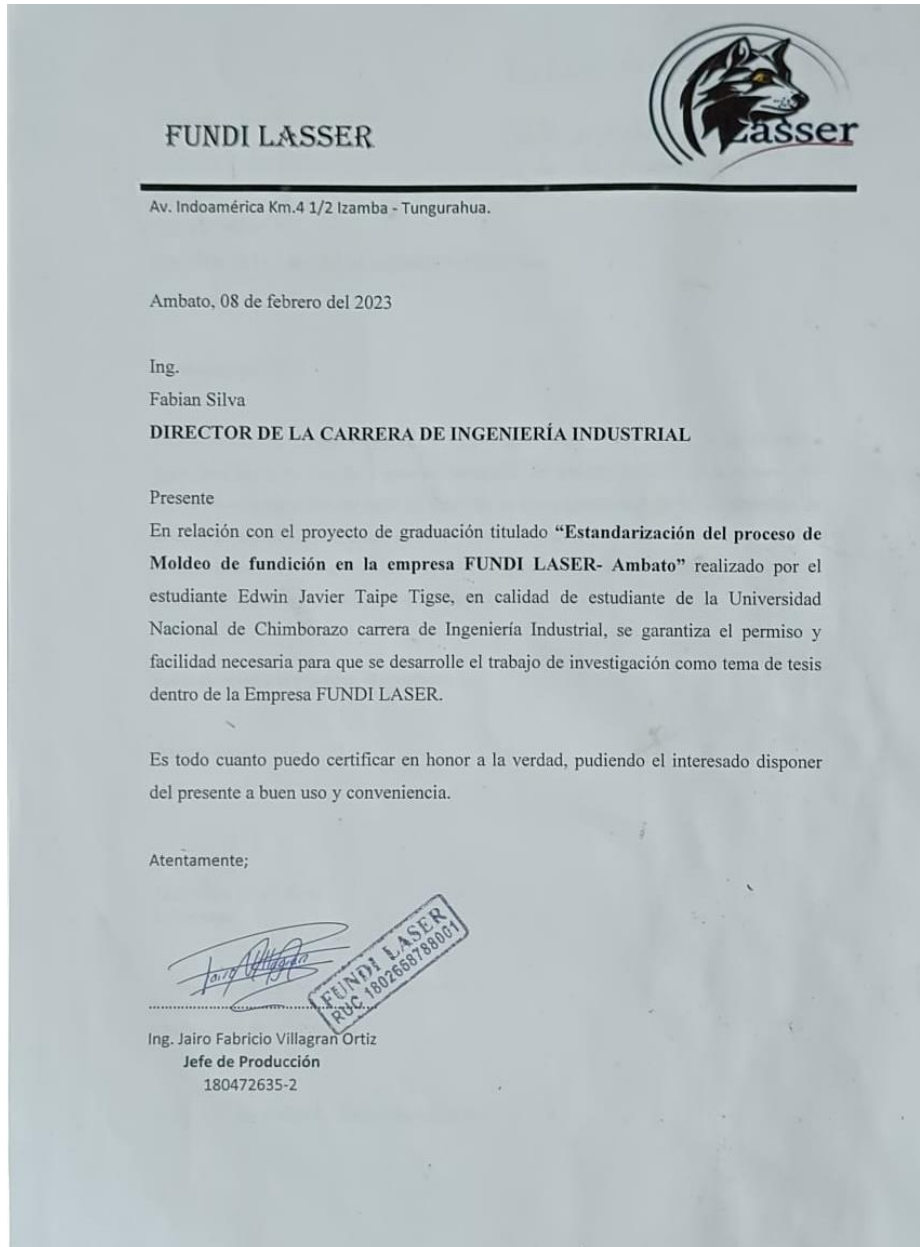 FUNDI LASSER
Lasser
Av. Indoamérica Km.4 1/2 Izamba - Tungurahua.
Ambato, 08 de febrero del 2023
Ing.
Fabian Silva
DIRECTOR DE LA CARRERA DE INGENIERÍA INDUSTRIAL
Presente
En relación con el proyecto de graduación titulado “Estandarización del proceso de
Moldeo de fundición en la empresa FUNDI LASER- Ambato” realizado por el
estudiante Edwin Javier Taipe Tigse, en calidad de estudiante de la Universidad
Nacional de Chimborazo carrera de Ingeniería Industrial, se garantiza el permiso y
facilidad necesaria para que se desarrolle el trabajo de investigación como tema de tesis
dentro de la Empresa FUNDI LASER.
Es todo cuanto puedo certificar en honor a la verdad, pudiendo el interesado disponer
del presente a buen uso y conveniencia.
Atentamente;
Jairo Villagran
FUNDI LASER
RUC 1802668788001
Ing. Jairo Fabricio Villagran Ortiz
Jefe de Producción
180472635-2